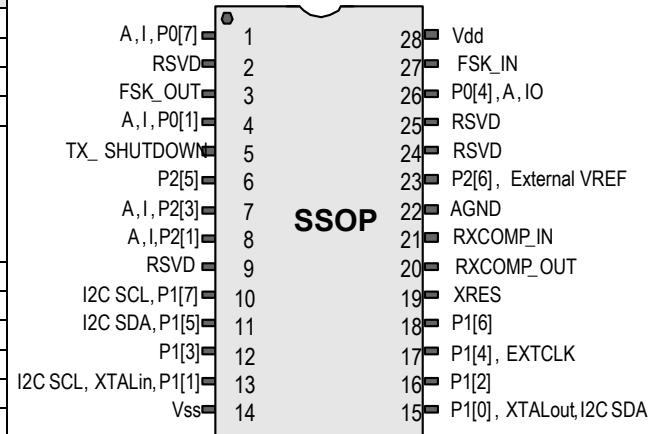 A, I, P0[7] 1 28 Vdd
RSVD 2 27 FSK_IN
FSK_OUT 3 26 P0[4], A, IO
A, I, P0[1] 4 25 RSVD
TX_ SHUTDOWN 5 24 RSVD
P2[5] 6 23 P2[6], External VREF
A, I, P2[3] 7 SSOP 22 AGND
A, I, P2[1] 8 21 RXCOMP_IN
RSVD 9 20 RXCOMP_OUT
I2C SCL, P1[7] 10 19 XRES
I2C SDA, P1[5] 11 18 P1[6]
P1[3] 12 17 P1[4], EXTCLK
I2C SCL, XTALin, P1[1] 13 16 P1[2]
Vss 14 15 P1[0], XTALout, I2C SDA